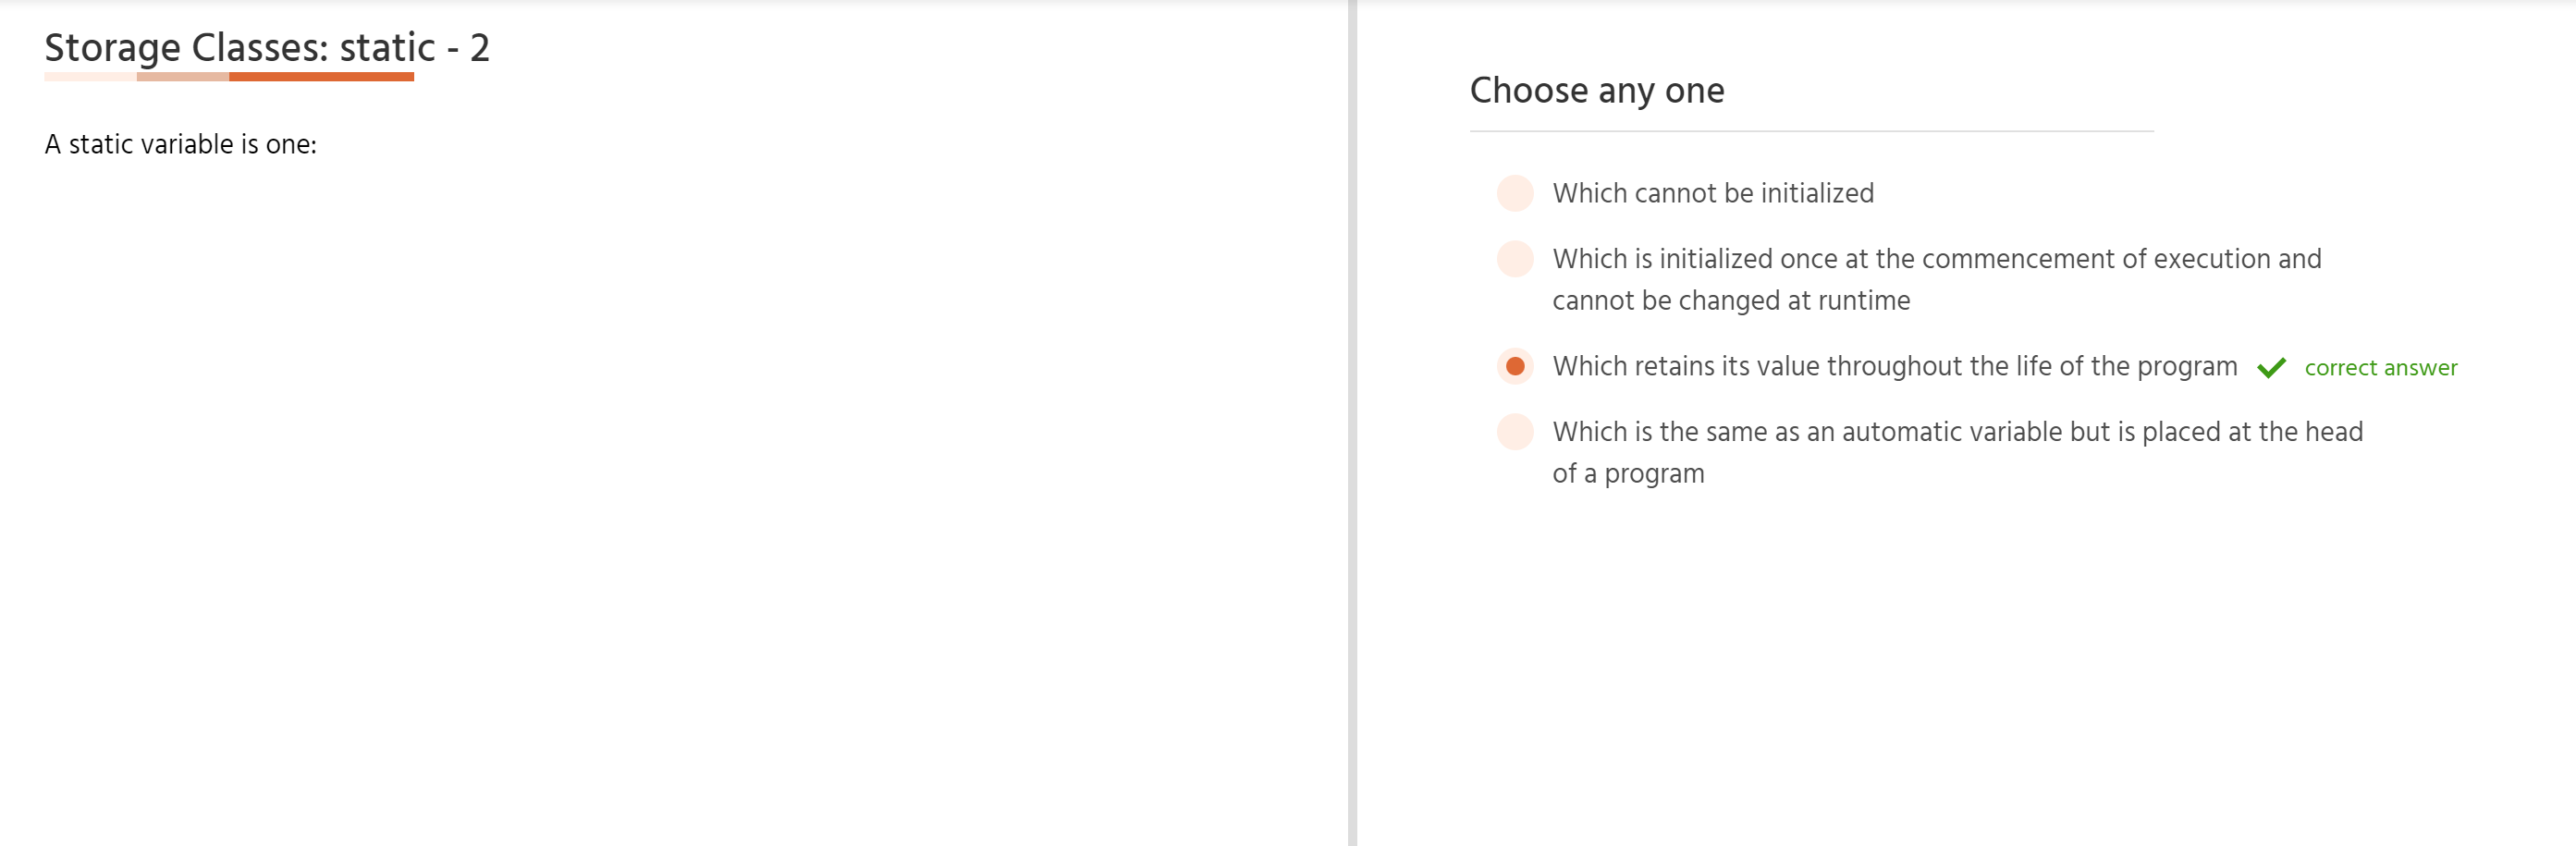 Storage Classes: static - 2
A static variable is one:
Choose any one
Which cannot be initialized
Which is initialized once at the commencement of execution and
cannot be changed at runtime
Which retains its value throughout the life of the program correct answer
Which is the same as an automatic variable but is placed at the head
of a program